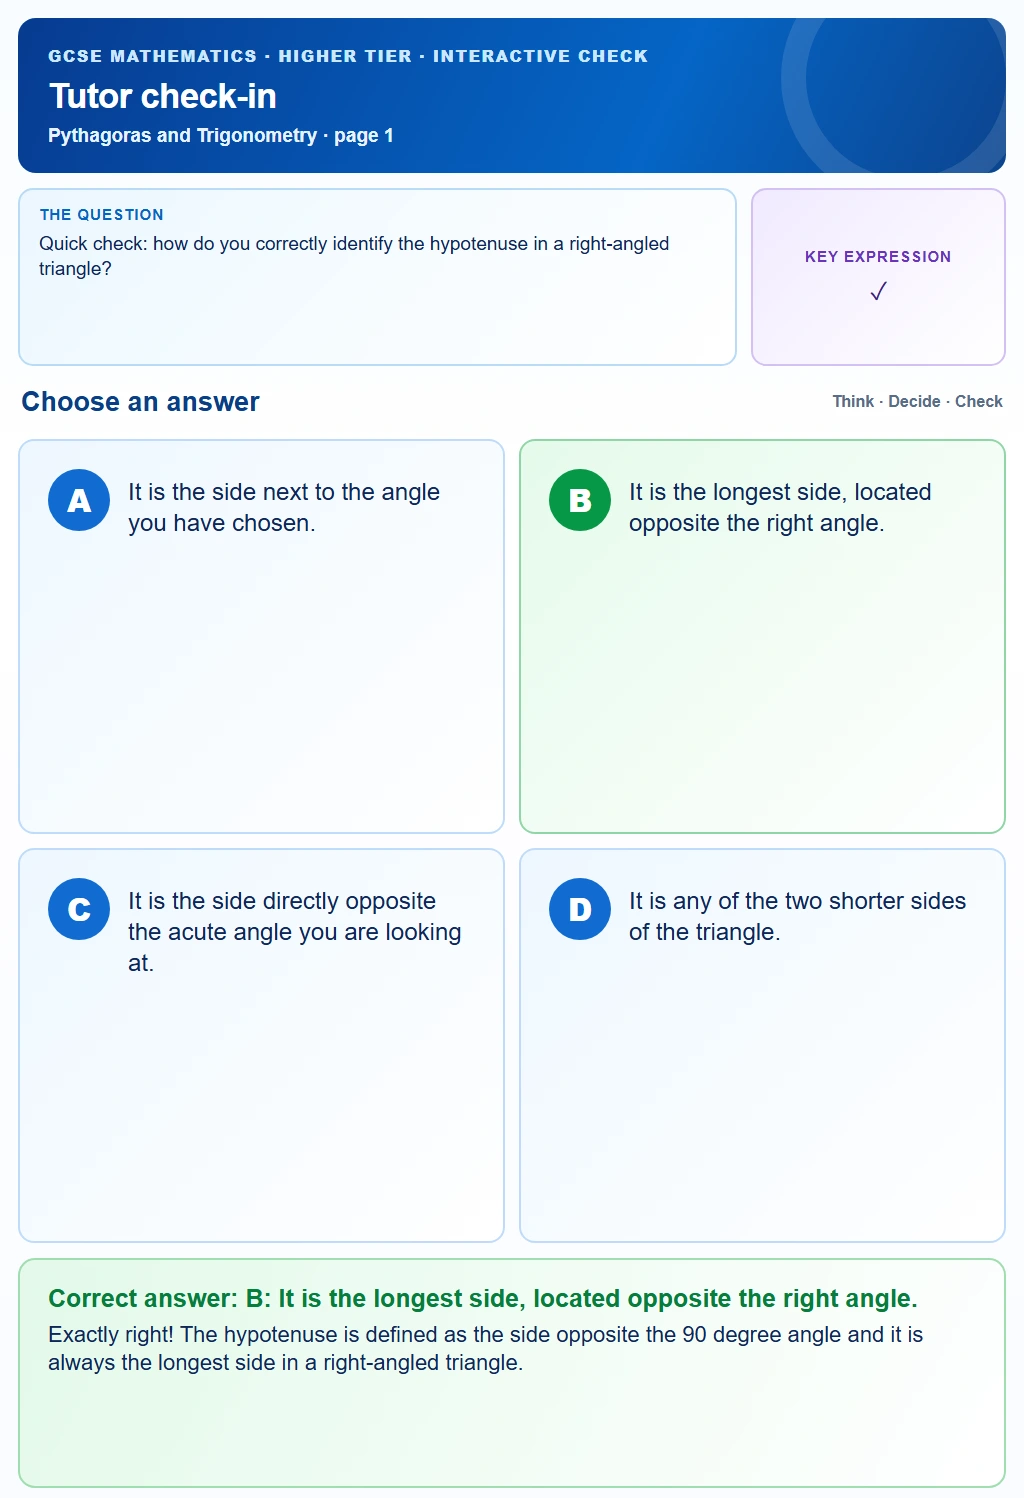 GCSE MATHEMATICS · HIGHER TIER · INTERACTIVE CHECK
Tutor check-in
Pythagoras and Trigonometry · page 1
THE QUESTION
Quick check: how do you correctly identify the hypotenuse in a right-angled
triangle?
KEY EXPRESSION
✓
Choose an answer
Think · Decide · Check
A
It is the side next to the angle
you have chosen.
B
It is the longest side, located
opposite the right angle.
C
It is the side directly opposite
the acute angle you are looking
at.
D
It is any of the two shorter sides
of the triangle.
Correct answer: B: It is the longest side, located opposite the right angle.
Exactly right! The hypotenuse is defined as the side opposite the 90 degree angle and it is
always the longest side in a right-angled triangle.